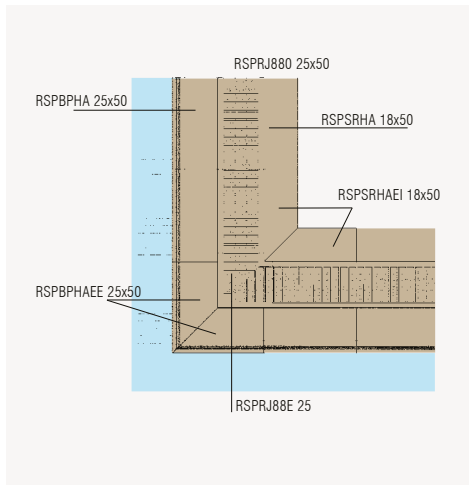 RSPRJ880 25x50
RSPBPHA 25x50
RSPSRHA 18x50
RSPSRHAEI 18x50
RSPBPHAEE 25x50
RSPRJ88E 25